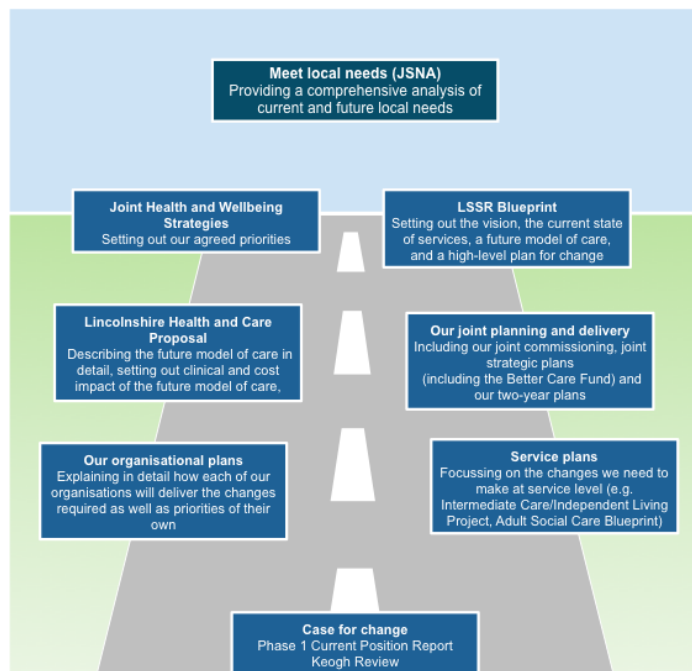 Meet local needs (JSNA)
Providing a comprehensive analysis of
current and future local needs
Joint Health and Wellbeing
Strategies
Setting out our agreed priorities
LSSR Blueprint
Setting out the vision, the current state
of services, a future model of care,
and a high-level plan for change
Lincolnshire Health and Care
Proposal
Describing the future model of care in
detail, setting out clinical and cost
impact of the future model of care,
Our joint planning and delivery
Including our joint commissioning, joint
strategic plans
(including the Better Care Fund) and
our two-year plans
Our organisational plans
Explaining in detail how each of our
organisations will deliver the changes
required as well as priorities of their
own
Service plans
Focussing on the changes we need to
make at service level (e.g.
Intermediate Care/Independent Living
Project, Adult Social Care Blueprint)
Case for change
Phase 1 Current Position Report
Keogh Review